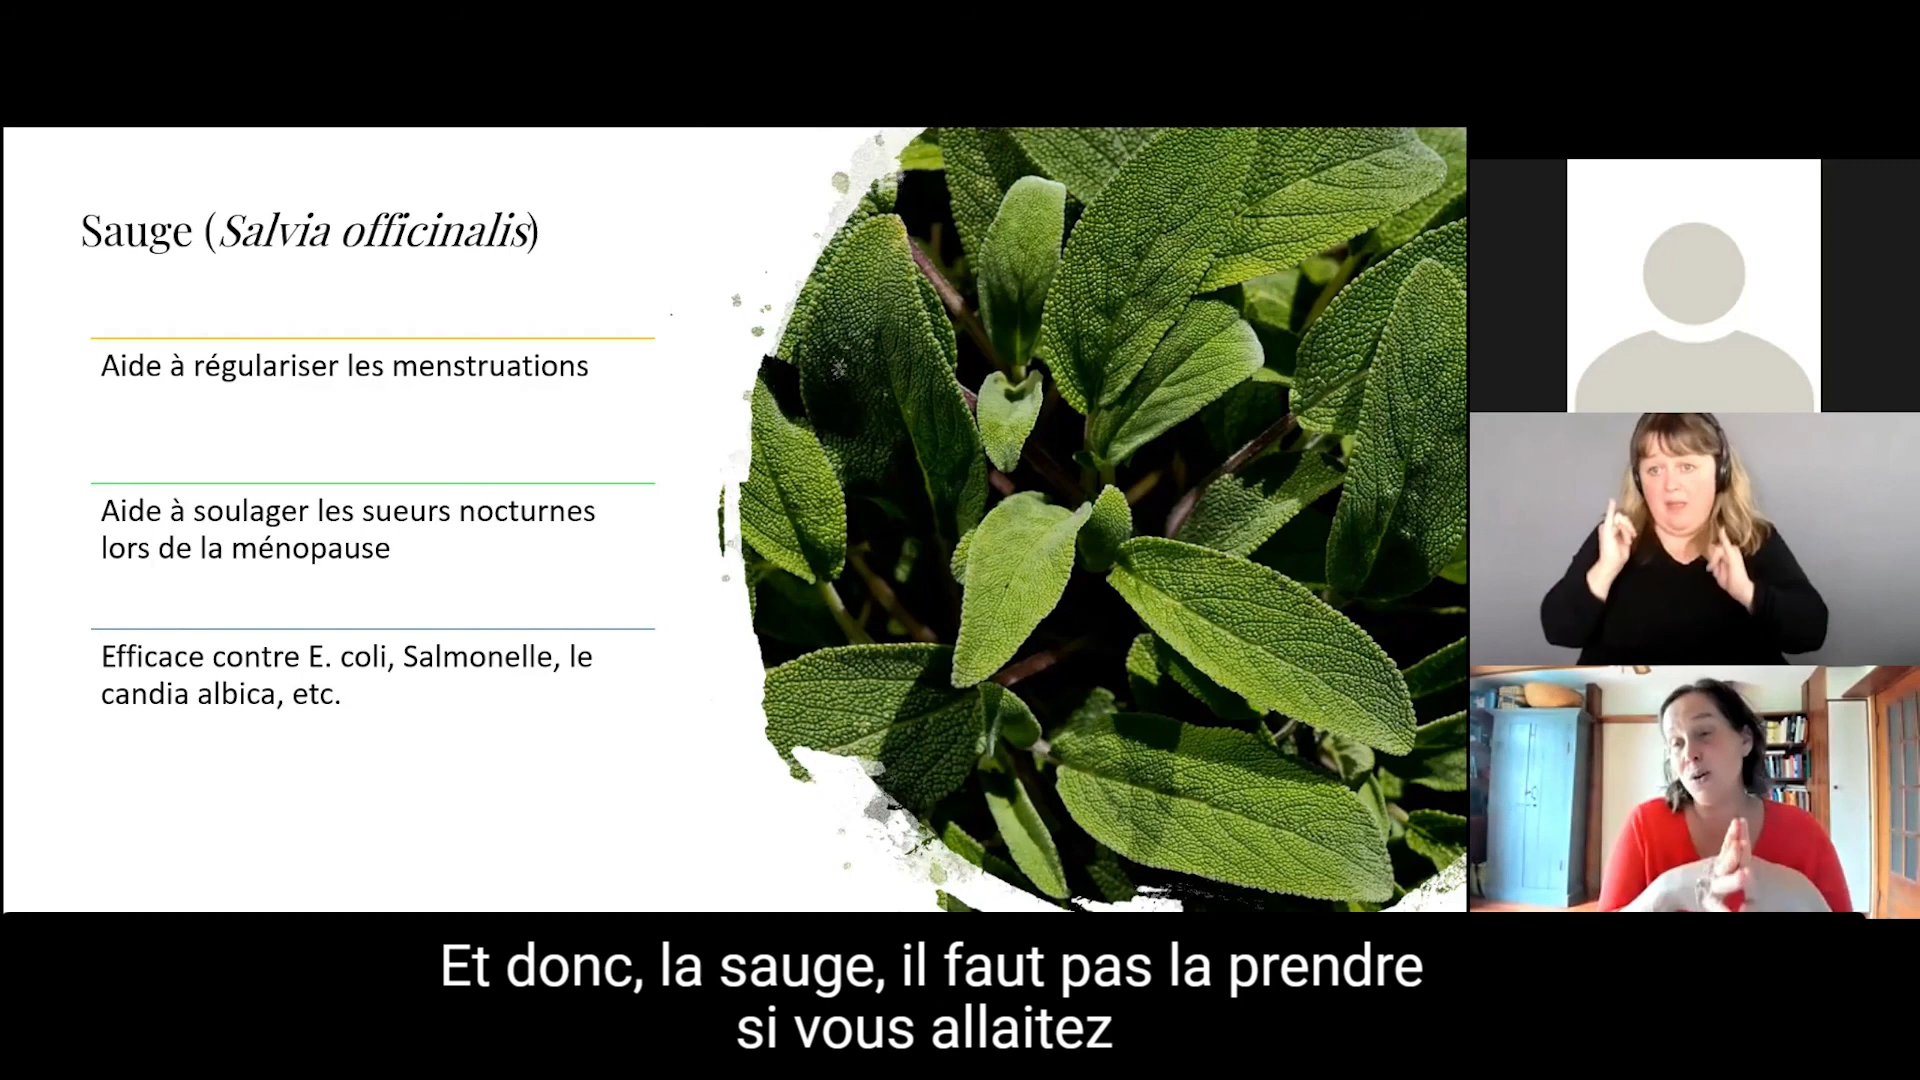 Sauge (Salvia officinalis)
Aide à régulariser les menstruations
Aide à soulager les sueurs nocturnes
lors de la ménopause
Efficace contre E. coli, Salmonelle, le
candia albica, etc.
Et donc, la sauge, il faut pas la prendre
si vous allaitez